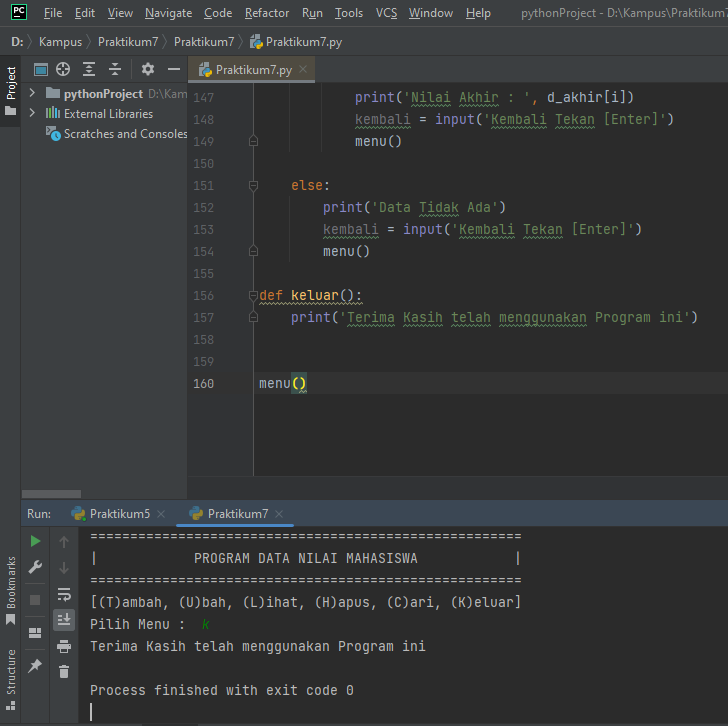 PC File Edit View Navigate Code Refactor Run Tools VCS Window Help pythonProject - D:\Kampus\Praktikum7
D: Kampus Praktikum7 Praktikum7 Praktikum7.py
Project
Praktikum7.py
pythonProject D:\Kam
External Libraries
Scratches and Consoles
147 print('Nilai Akhir : ', d_akhir[i])
148 kembali = input('Kembali Tekan [Enter]')
149 menu()
150
151 else:
152 print('Data Tidak Ada')
153 kembali = input('Kembali Tekan [Enter]')
154 menu()
155
156 def keluar():
157 print('Terima Kasih telah menggunakan Program ini')
158
159
160 menu()
Run: Praktikum5 Praktikum7
======================================================
| PROGRAM DATA NILAI MAHASISWA |
======================================================
[(T)ambah, (U)bah, (L)ihat, (H)apus, (C)ari, (K)eluar]
Pilih Menu : k
Terima Kasih telah menggunakan Program ini
Process finished with exit code 0
Bookmarks
Structure